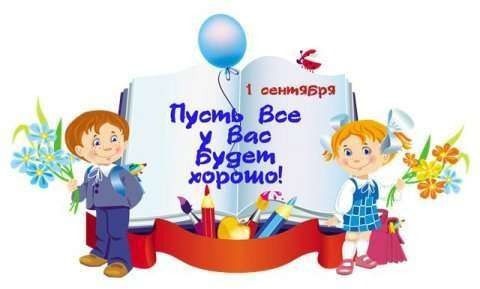 1 сентября
Пусть Все
у Вас
Будет
хорошо!